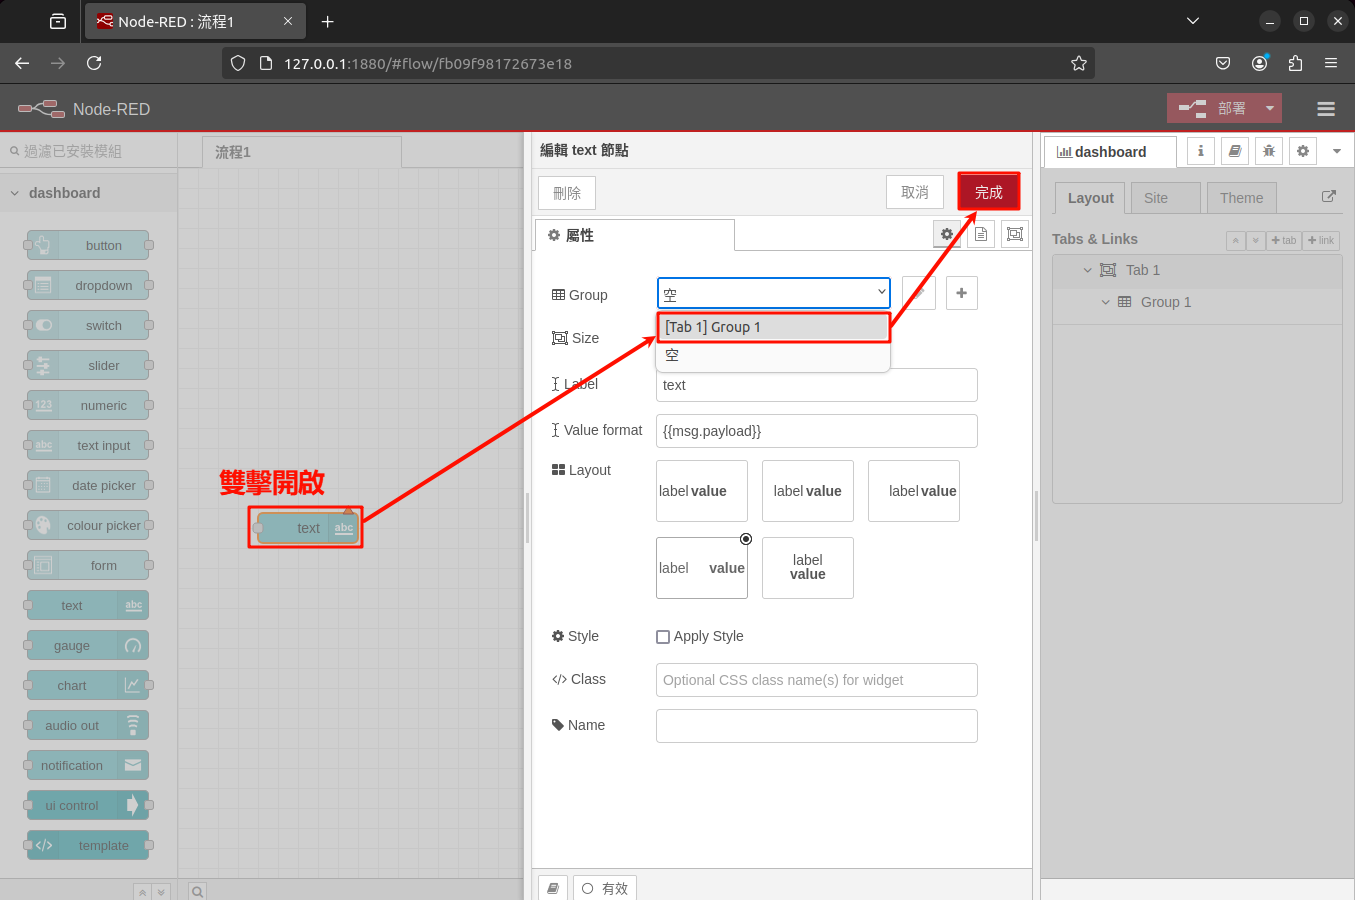 Node-RED : 流程1
127.0.0.1:1880/#flow/fb09f98172673e18
Node-RED
部署
過濾已安裝模組
流程1
編輯 text 節點
dashboard
dashboard
刪除
取消
完成
Layout
Site
Theme
屬性
Tabs & Links
tab
link
button
dropdown
switch
slider
123 numeric
abc text input
date picker
colour picker
form
text abc
gauge
chart
audio out
notification
ui control
</> template
Tab 1
Group 1
雙擊開啟
text abc
Group
空
[Tab 1] Group 1
空
Size
Label
text
Value format
{{msg.payload}}
Layout
label value
label value
label value
label value
label
value
Style
Apply Style
</> Class
Optional CSS class name(s) for widget
Name
有效